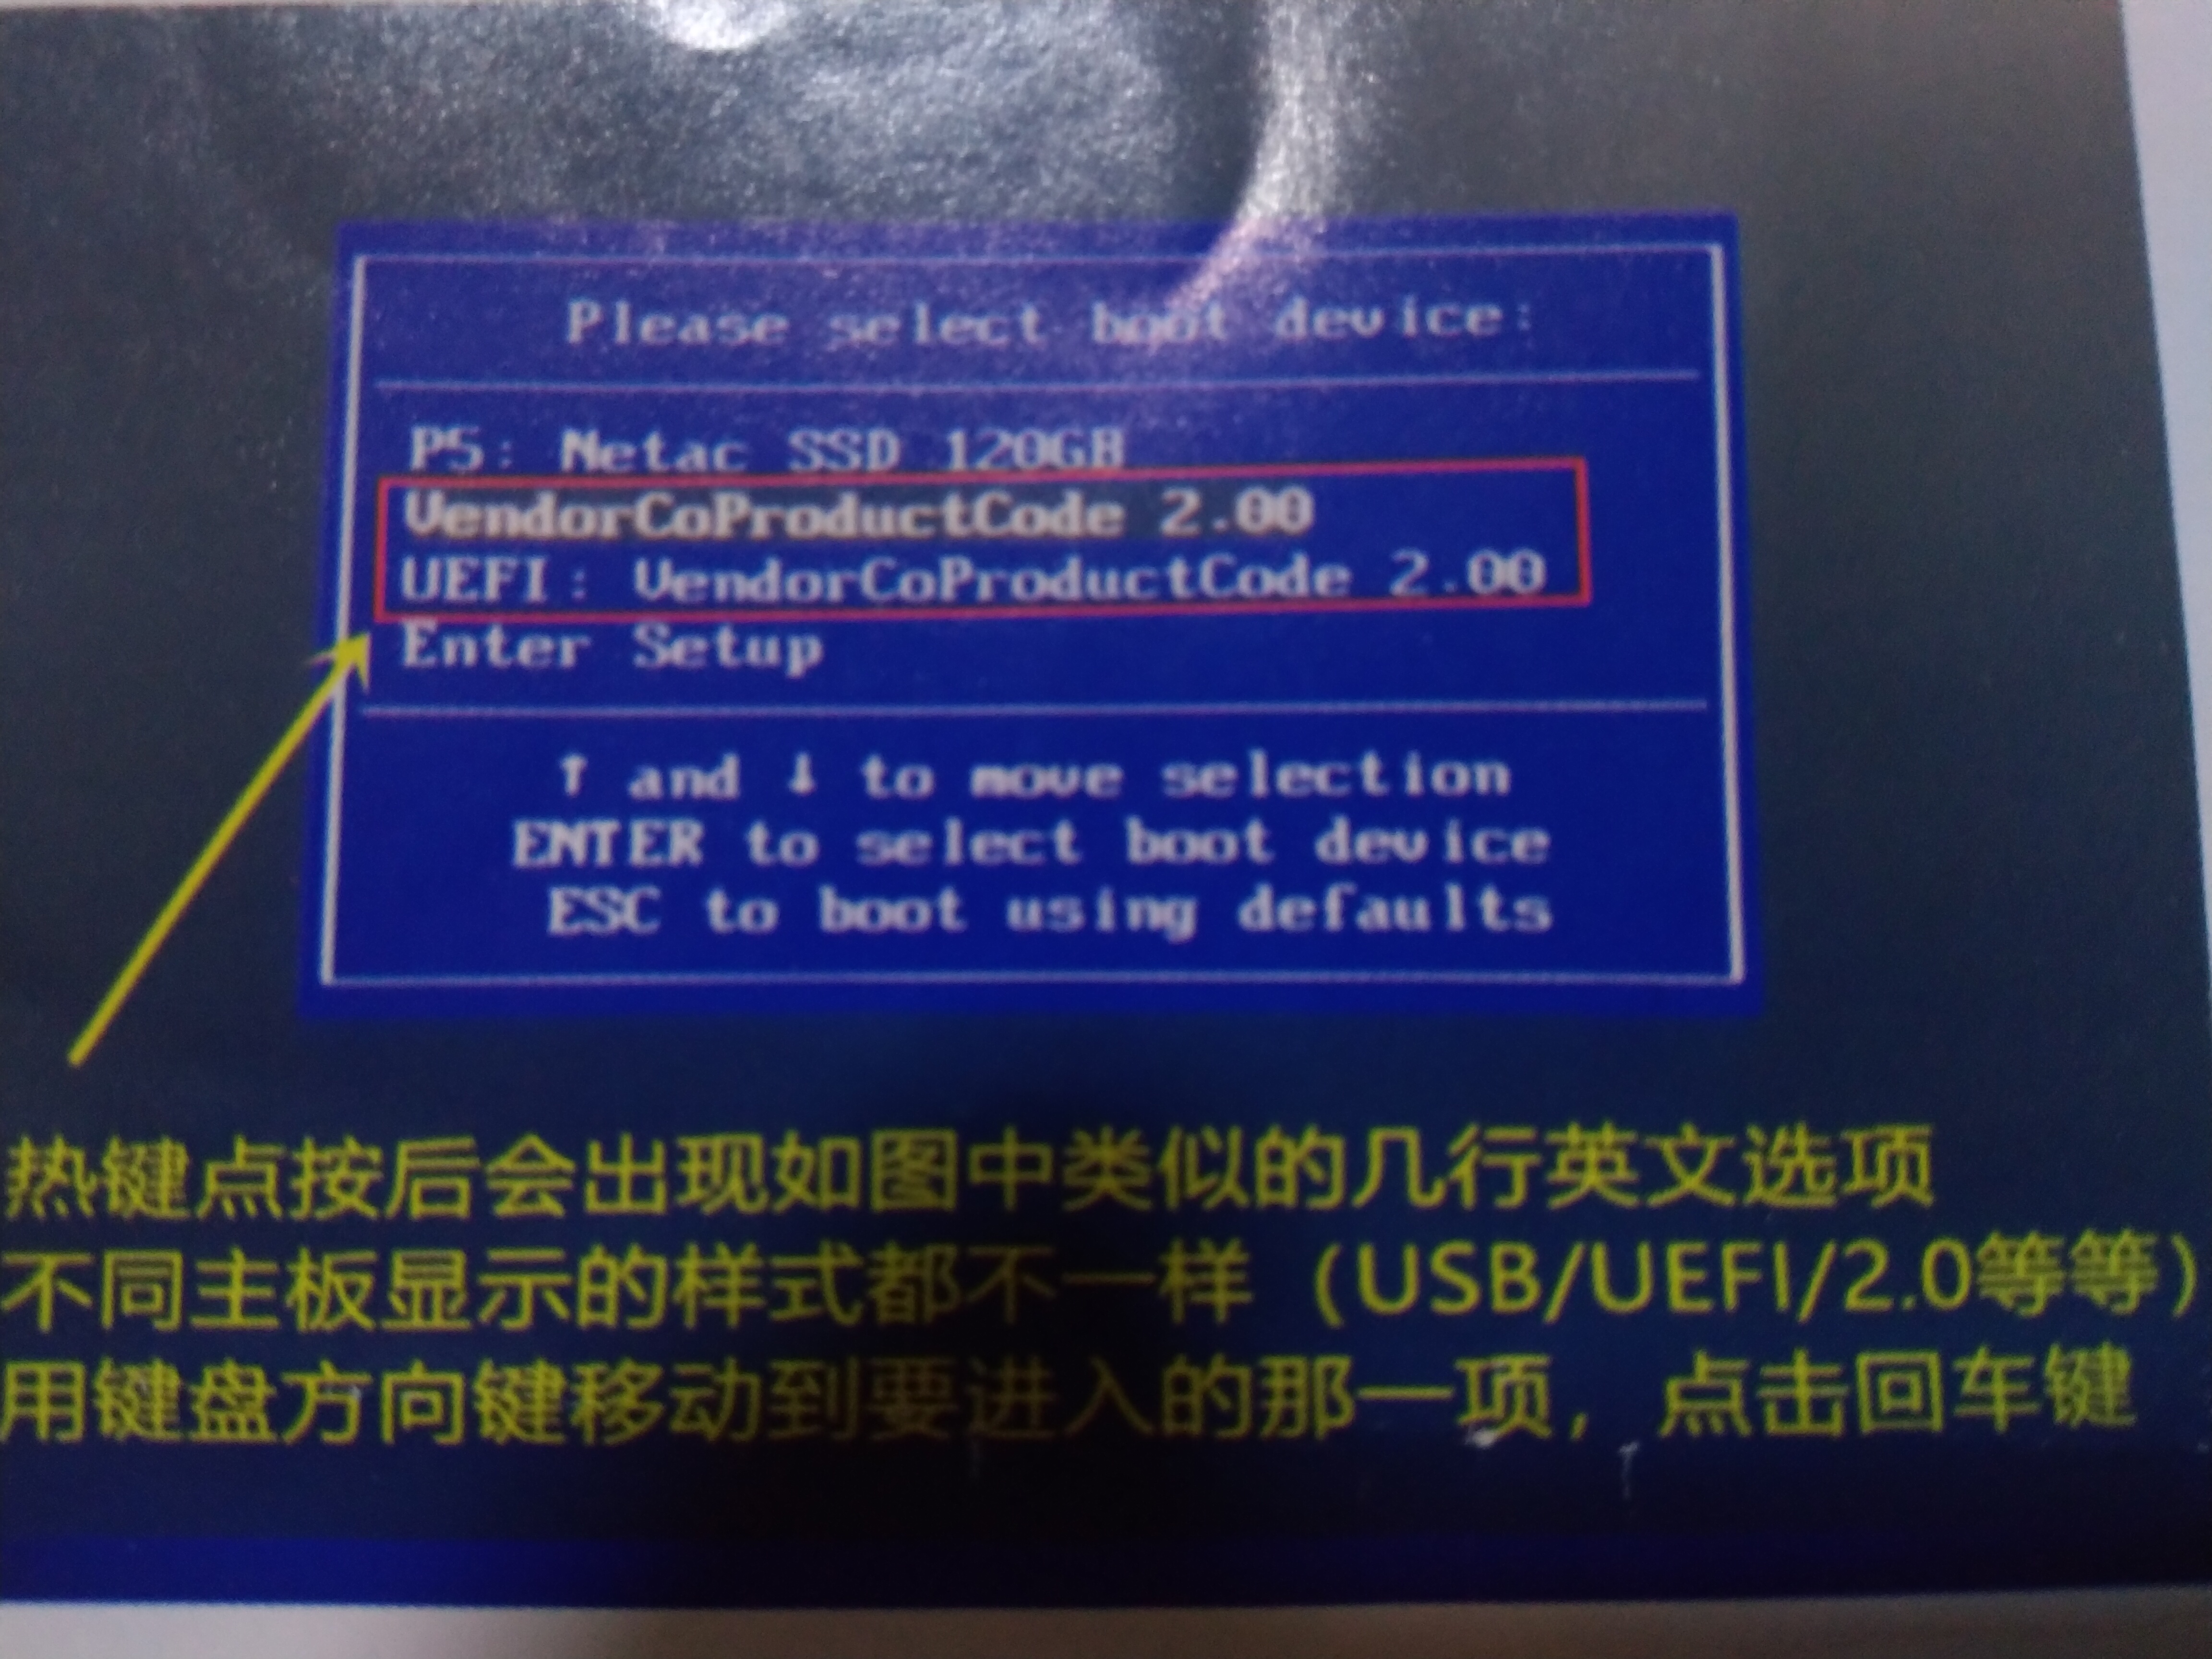 Please select boot device:
P5: Netac SSD 120GB
VendorCoProductCode 2.00
UEFI: VendorCoProductCode 2.00
Enter Setup
↑ and ↓ to move selection
ENTER to select boot device
ESC to boot using defaults
热键点按后会出现如图中类似的几行英文选项
不同主板显示的样式都不一样（USB/UEFI/2.0等等）
用键盘方向键移动到要进入的那一项，点击回车键